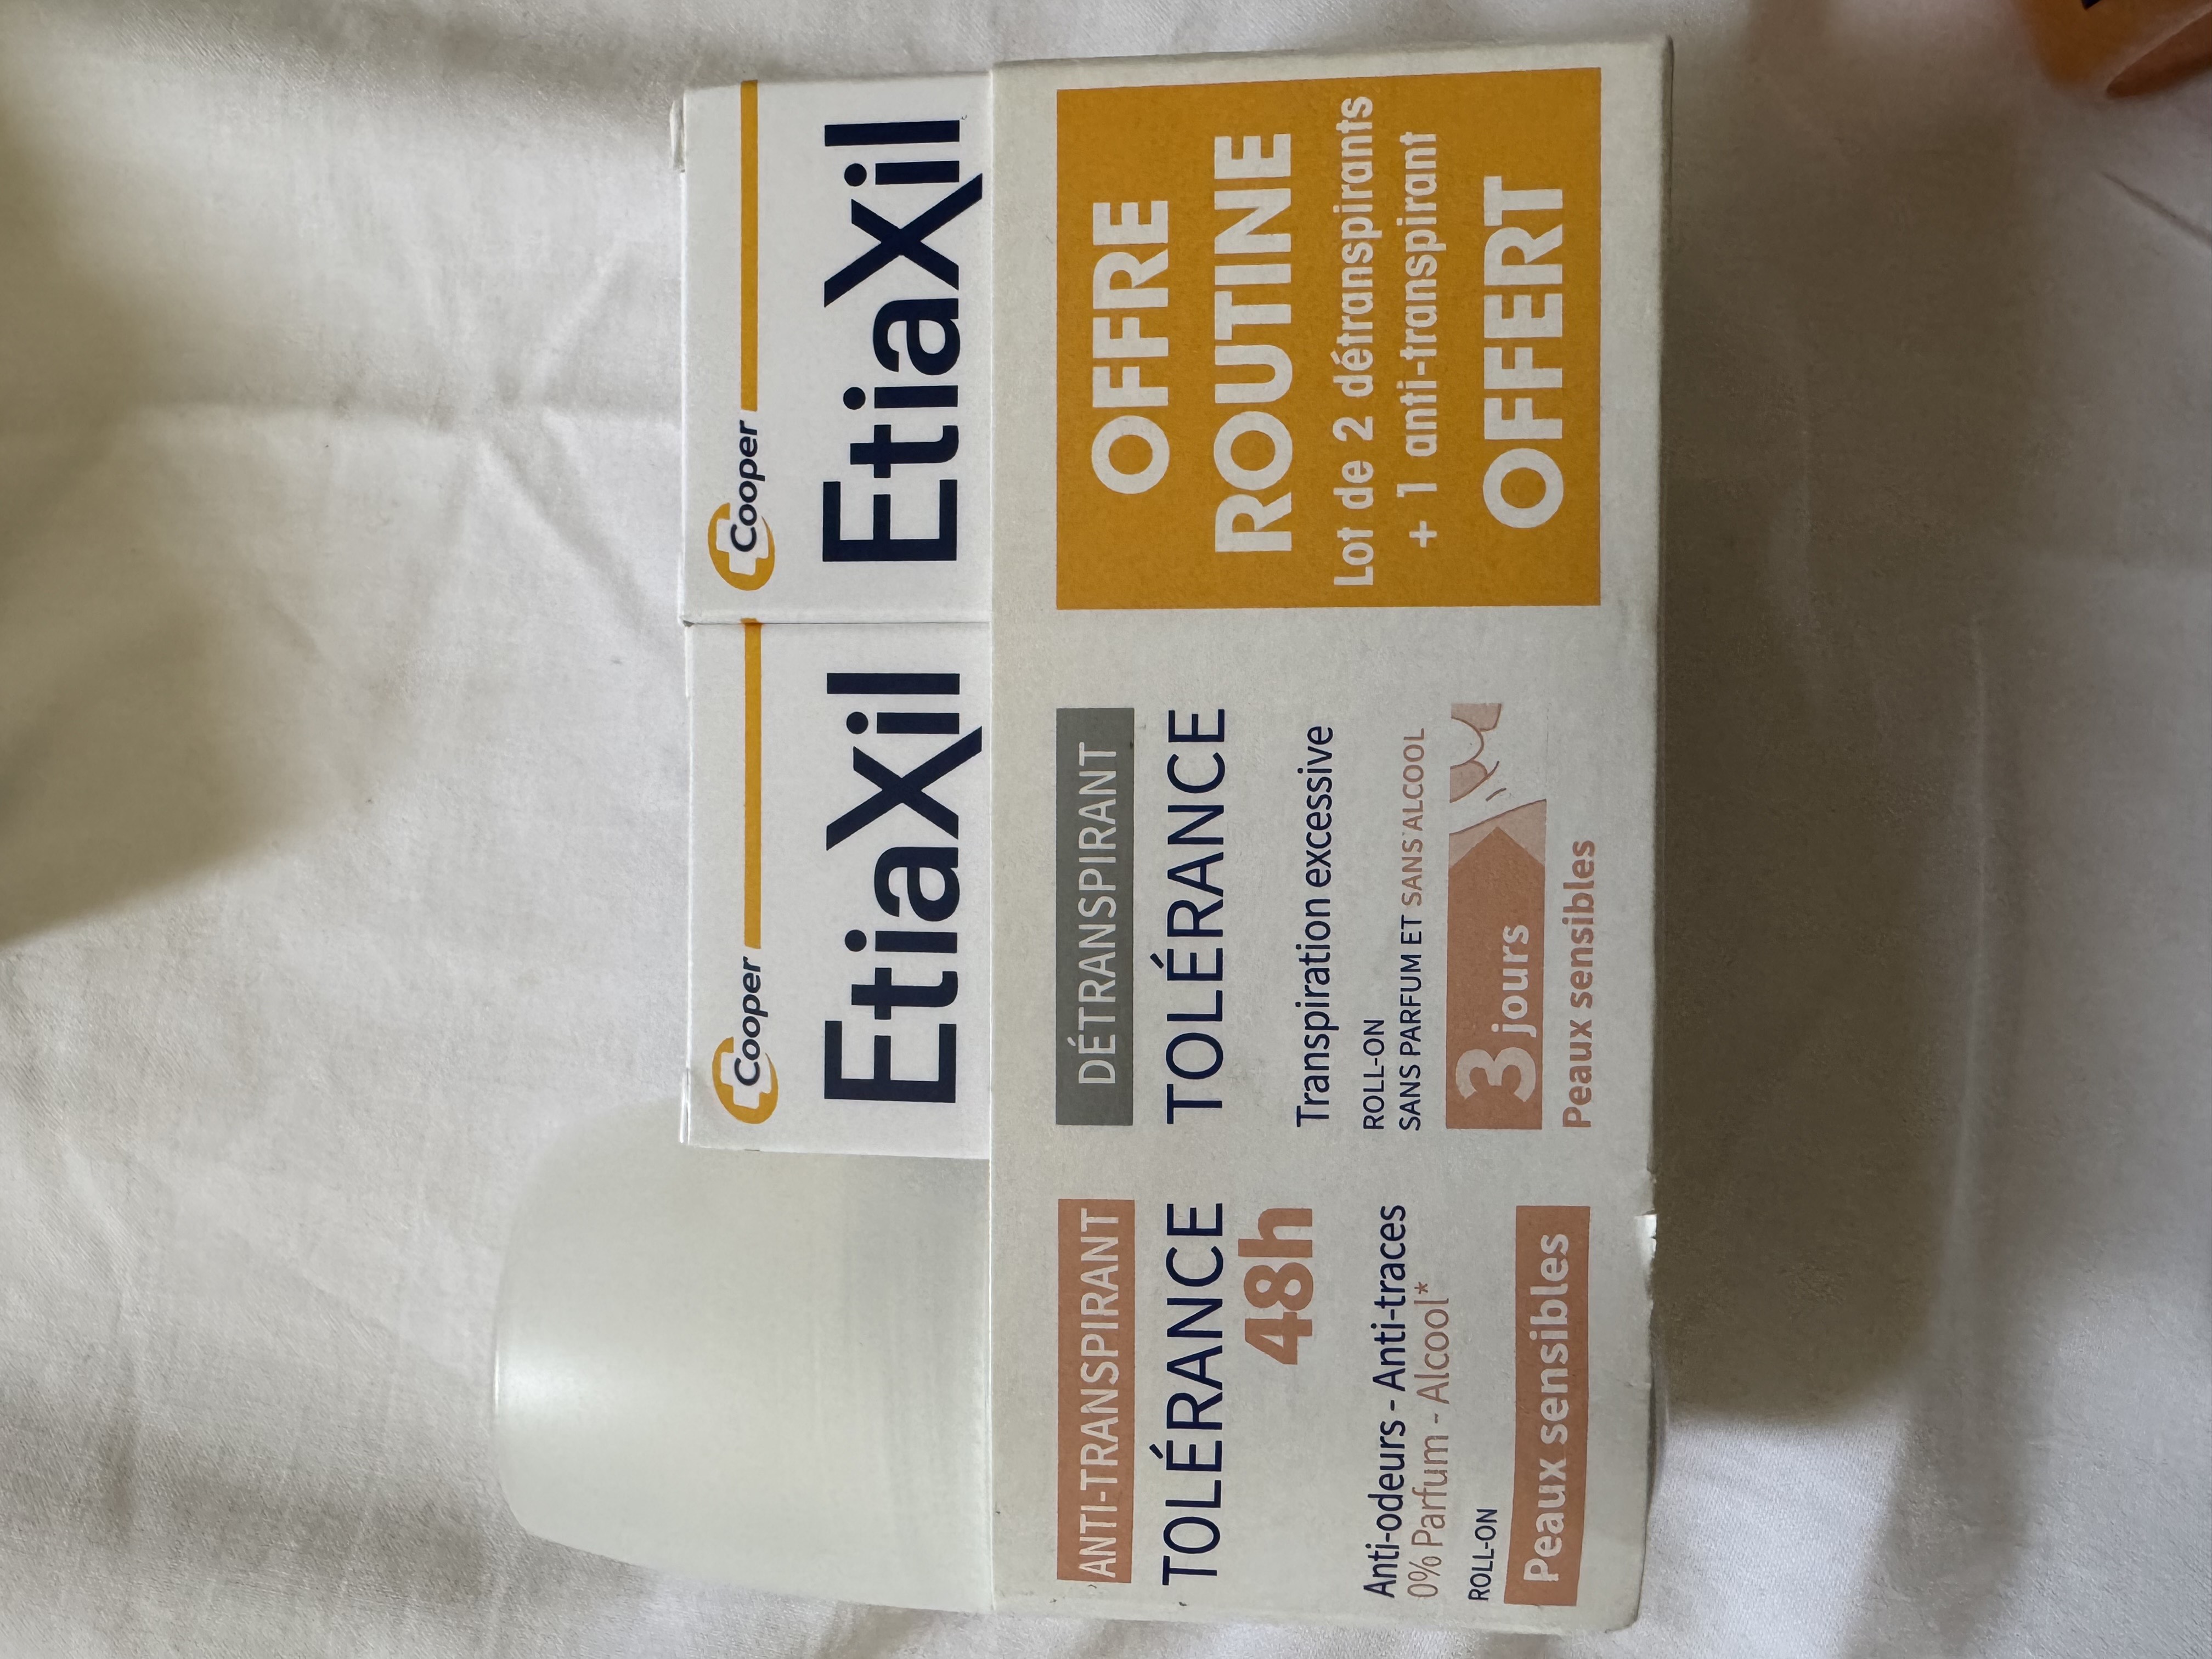 Cooper
EtiaXil
Cooper
EtiaXil
ANTI-TRANSPIRANT
TOLÉRANCE
48h
Anti-odeurs - Anti-traces
0% Parfum - Alcool*
ROLL-ON
Peaux sensibles
DÉTRANSPIRANT
TOLÉRANCE
Transpiration excessive
ROLL-ON
SANS PARFUM ET SANS ALCOOL
3 jours
Peaux sensibles
OFFRE
ROUTINE
Lot de 2 détranspirants
+ 1 anti-transpirant
OFFERT